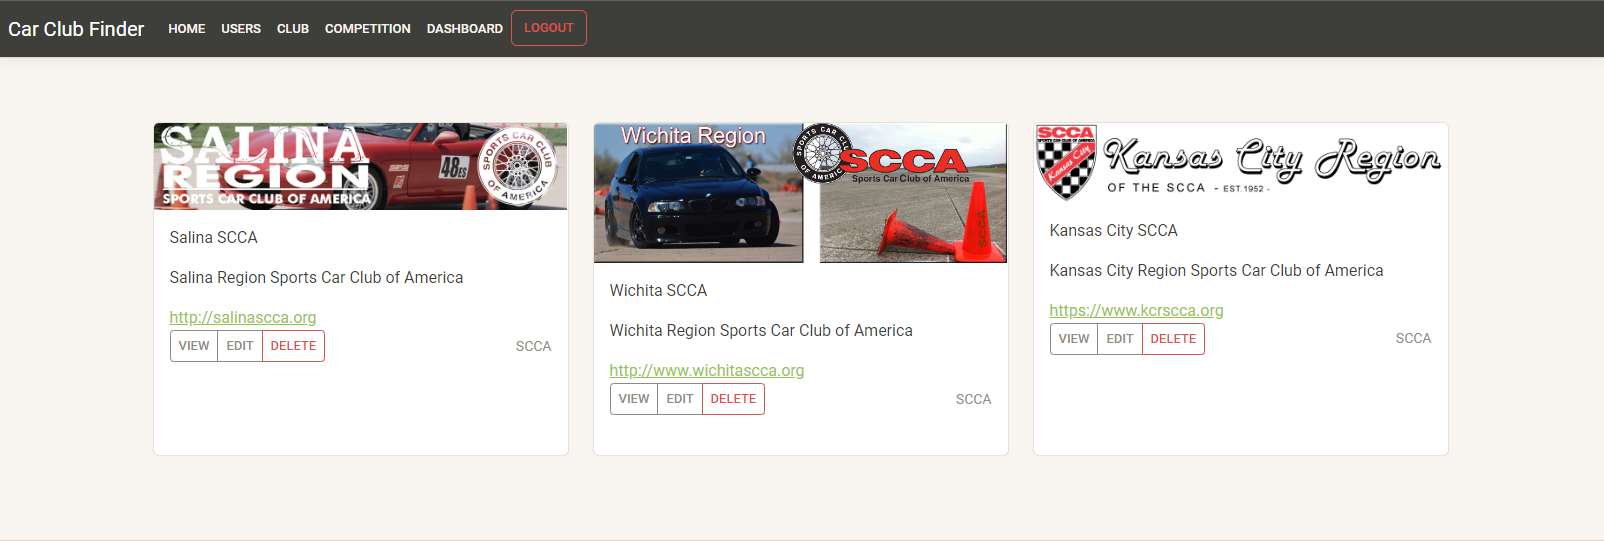 Car Club Finder HOME USERS CLUB COMPETITION DASHBOARD LOGOUT
SALINA
REGION
SPORTS CAR CLUB OF AMERICA
48ES
SPORTS CAR CLUB
OF AMERICA
Salina SCCA
Salina Region Sports Car Club of America
http://salinascca.org
VIEW EDIT DELETE SCCA
Wichita Region
SPORTS CAR CLUB
OF AMERICA
SCCA
Sports Car Club of America
SCCA
Wichita SCCA
Wichita Region Sports Car Club of America
http://www.wichitascca.org
VIEW EDIT DELETE SCCA
SCCA
SPORTS CAR CLUB OF AMERICA
Kansas City
Kansas City Region
OF THE SCCA - EST.1952 -
Kansas City SCCA
Kansas City Region Sports Car Club of America
https://www.kcrscca.org
VIEW EDIT DELETE SCCA